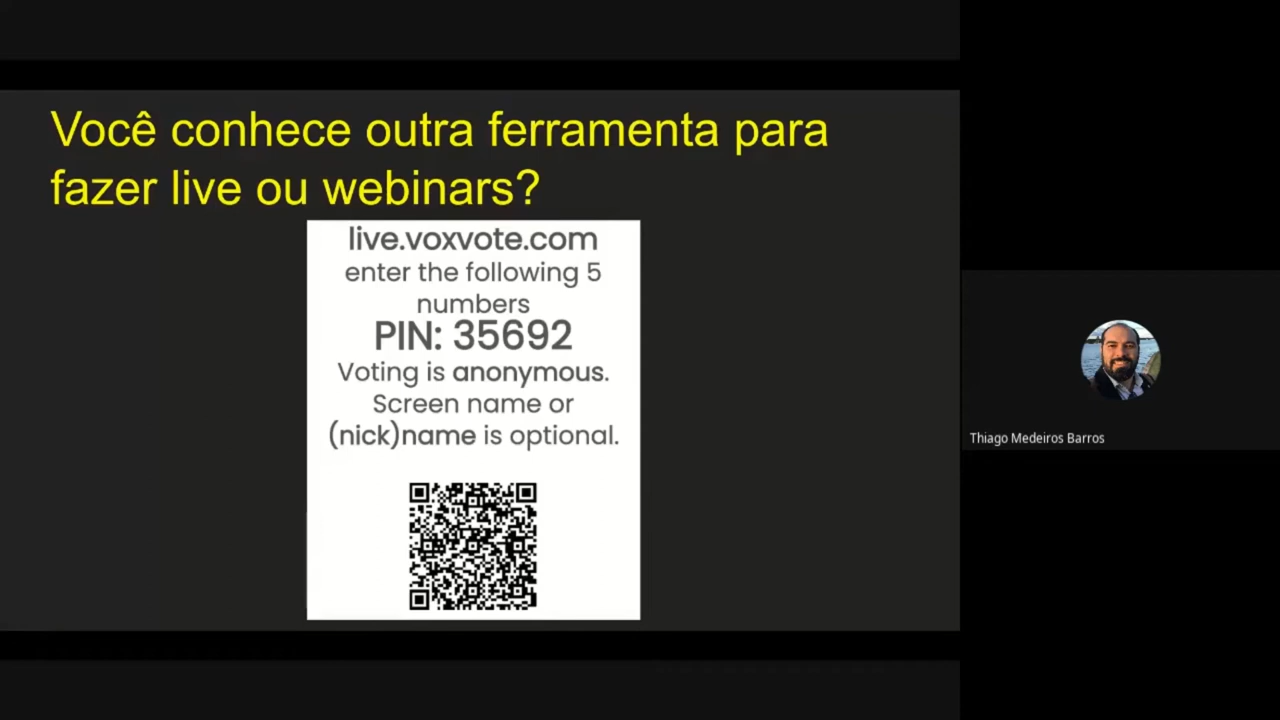 Você conhece outra ferramenta para
fazer live ou webinars?
live.voxvote.com
enter the following 5
numbers
PIN: 35692
Voting is anonymous.
Screen name or
(nick)name is optional.
Thiago Medeiros Barros